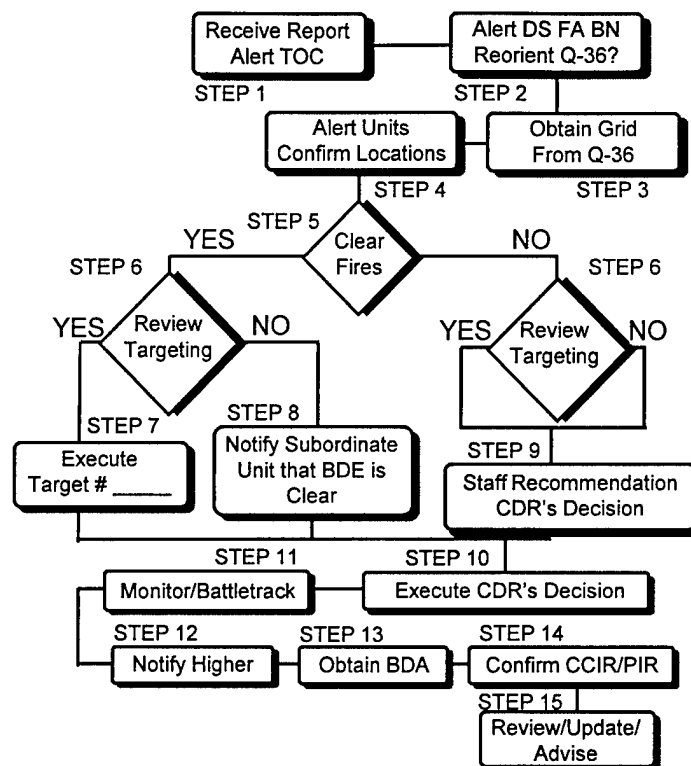 Receive Report
Alert TOC
STEP 1
Alert DS FA BN
Reorient Q-36?
STEP 2
Obtain Grid
From Q-36
STEP 3
Alert Units
Confirm Locations
STEP 4
STEP 5
Clear
Fires
YES
NO
STEP 6
Review
Targeting
YES
NO
STEP 6
Review
Targeting
YES
NO
STEP 7
Execute
Target # ______
STEP 8
Notify Subordinate
Unit that BDE is
Clear
STEP 9
Staff Recommendation
CDR's Decision
STEP 10
Execute CDR's Decision
STEP 11
Monitor/Battletrack
STEP 12
Notify Higher
STEP 13
Obtain BDA
STEP 14
Confirm CCIR/PIR
STEP 15
Review/Update/
Advise